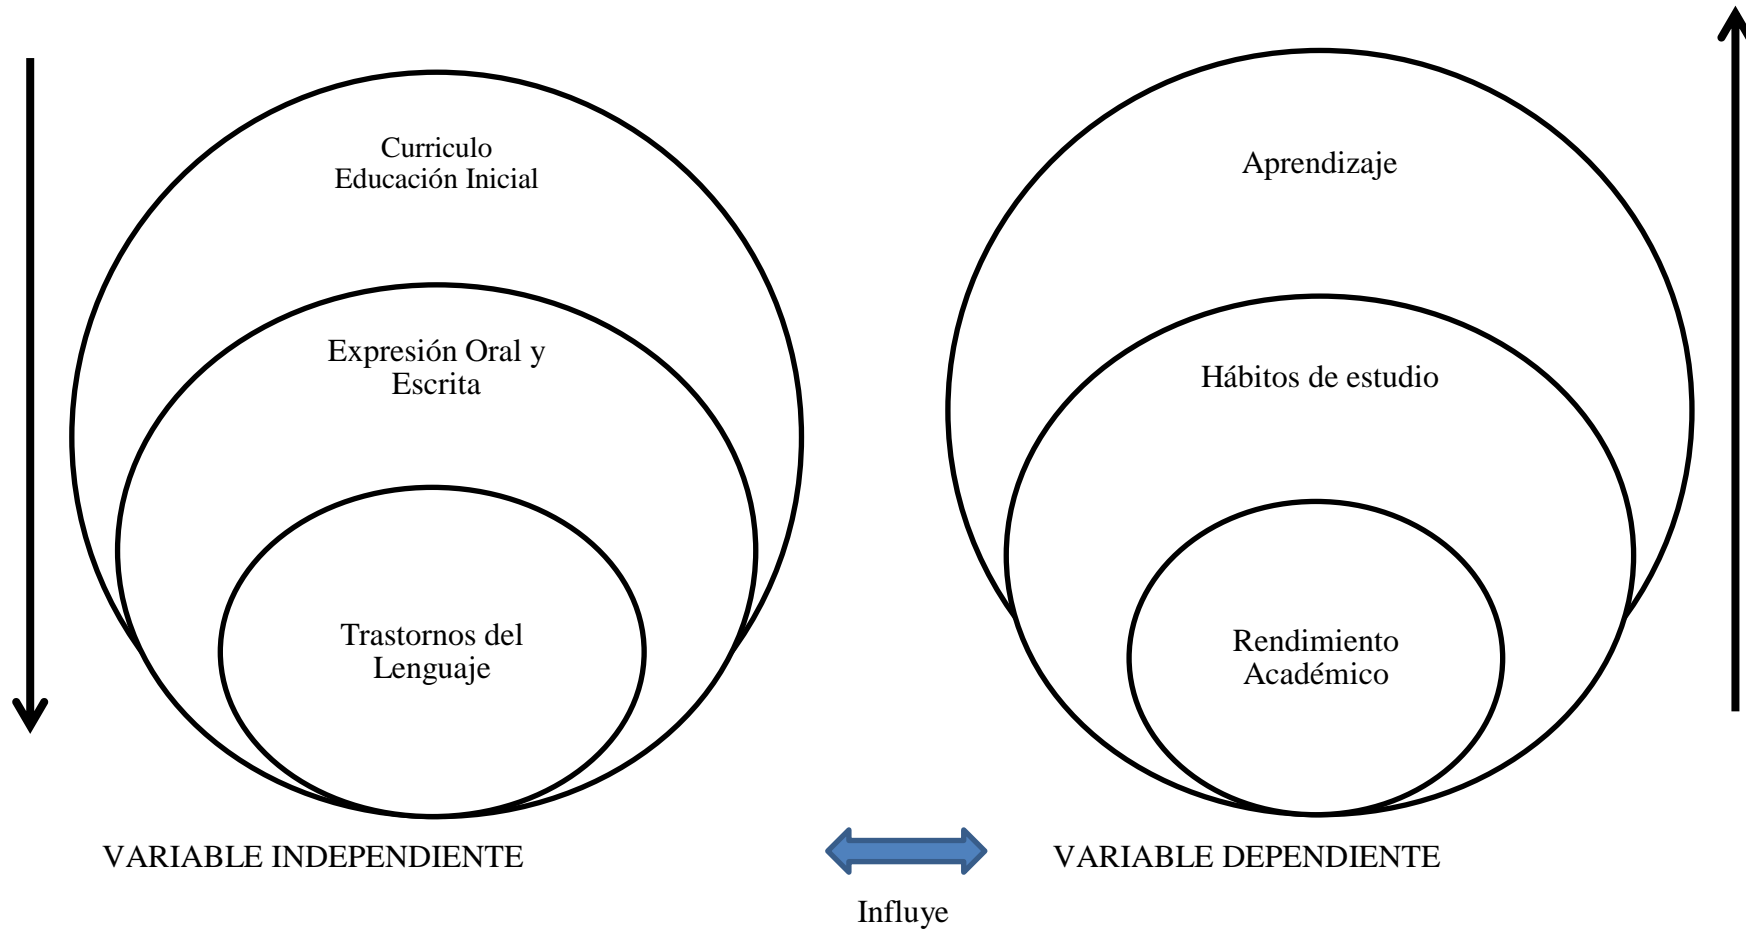 Curriculo
Educación Inicial
Expresión Oral y
Escrita
Trastornos del
Lenguaje
VARIABLE INDEPENDIENTE
Aprendizaje
Hábitos de estudio
Rendimiento
Académico
VARIABLE DEPENDIENTE
Influye